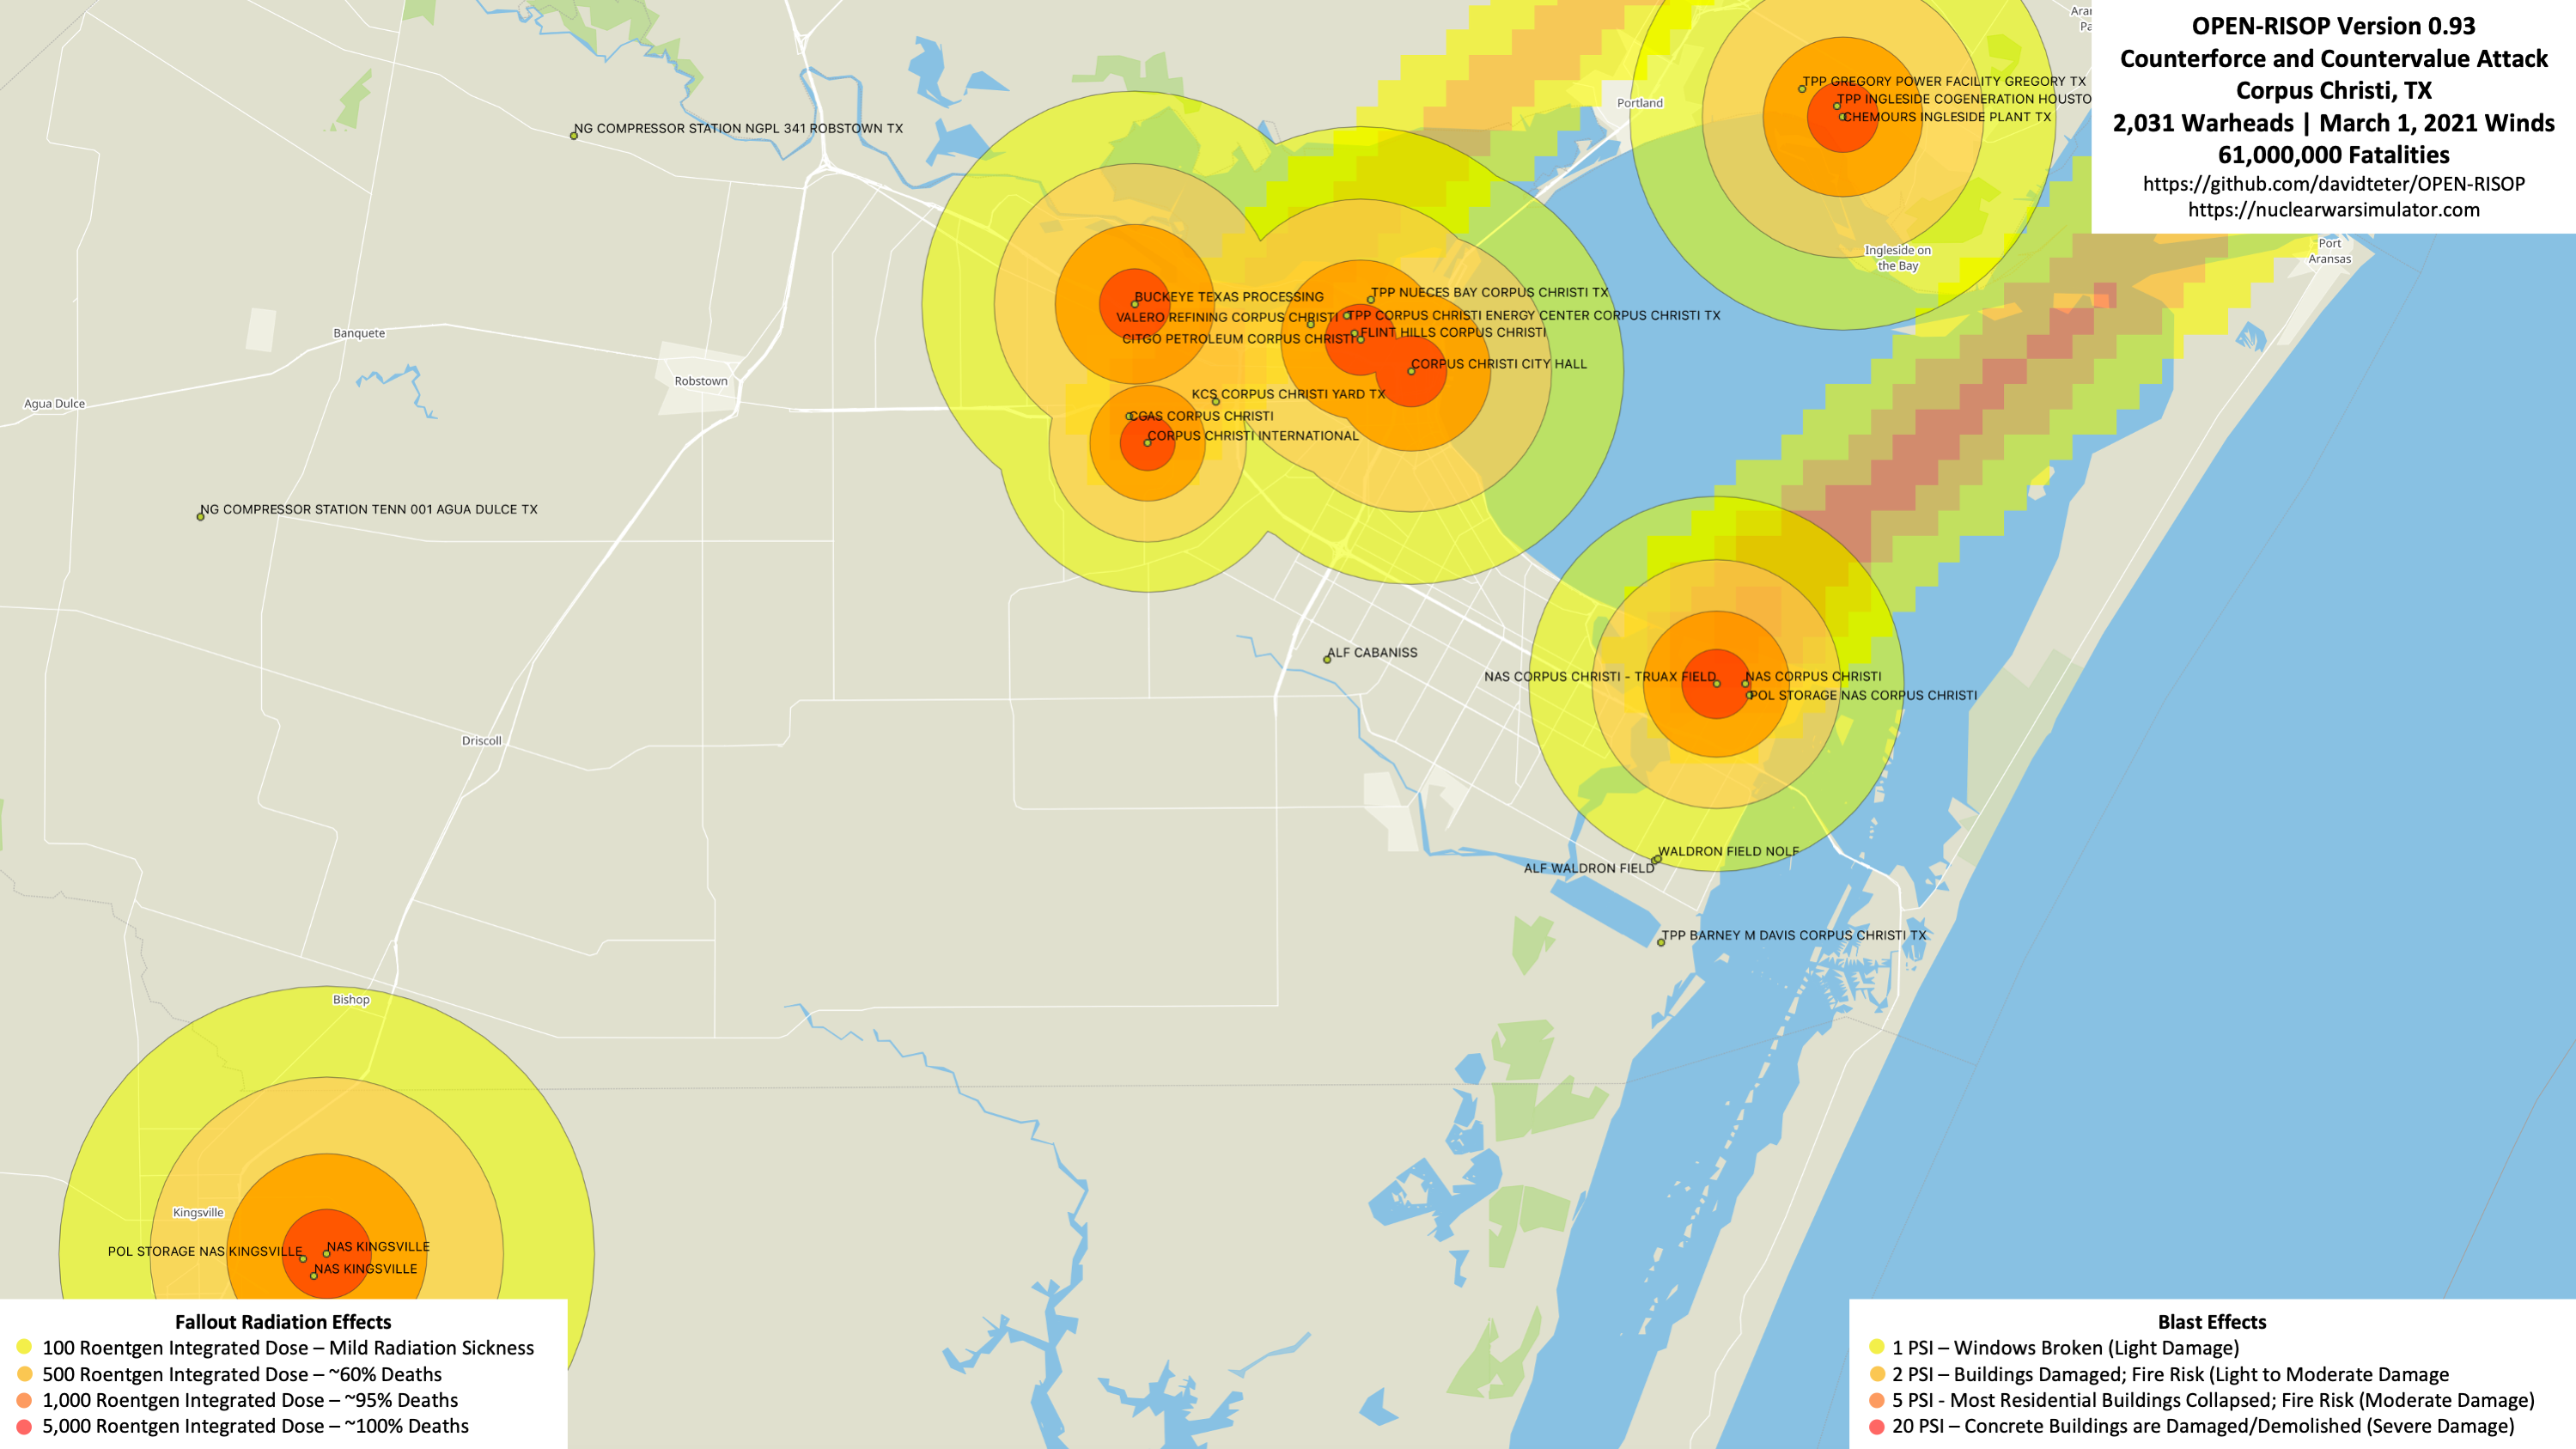 OPEN-RISOP Version 0.93
Counterforce and Countervalue Attack
Corpus Christi, TX
2,031 Warheads | March 1, 2021 Winds
61,000,000 Fatalities
https://github.com/davidteter/OPEN-RISOP
https://nuclearwarsimulator.com
TPP GREGORY POWER FACILITY GREGORY TX
TPP INGLESIDE COGENERATION HOUSTO
CHEMOURS INGLESIDE PLANT TX
Portland
NG COMPRESSOR STATION NGPL 341 ROBSTOWN TX
Ingleside on
the Bay
Port
Aransas
BUCKEYE TEXAS PROCESSING
TPP NUECES BAY CORPUS CHRISTI TX
VALERO REFINING CORPUS CHRISTI
TPP CORPUS CHRISTI ENERGY CENTER CORPUS CHRISTI TX
FLINT HILLS CORPUS CHRISTI
CITGO PETROLEUM CORPUS CHRISTI
Banquete
CORPUS CHRISTI CITY HALL
Robstown
KCS CORPUS CHRISTI YARD TX
Agua Dulce
CGAS CORPUS CHRISTI
CORPUS CHRISTI INTERNATIONAL
NG COMPRESSOR STATION TENN 001 AGUA DULCE TX
ALF CABANISS
NAS CORPUS CHRISTI - TRUAX FIELD
NAS CORPUS CHRISTI
POL STORAGE NAS CORPUS CHRISTI
Driscoll
WALDRON FIELD NOLF
ALF WALDRON FIELD
TPP BARNEY M DAVIS CORPUS CHRISTI TX
Bishop
Kingsville
NAS KINGSVILLE
POL STORAGE NAS KINGSVILLE
NAS KINGSVILLE
Fallout Radiation Effects
100 Roentgen Integrated Dose – Mild Radiation Sickness
500 Roentgen Integrated Dose – ~60% Deaths
1,000 Roentgen Integrated Dose – ~95% Deaths
5,000 Roentgen Integrated Dose – ~100% Deaths
Blast Effects
1 PSI – Windows Broken (Light Damage)
2 PSI – Buildings Damaged; Fire Risk (Light to Moderate Damage
5 PSI - Most Residential Buildings Collapsed; Fire Risk (Moderate Damage)
20 PSI – Concrete Buildings are Damaged/Demolished (Severe Damage)